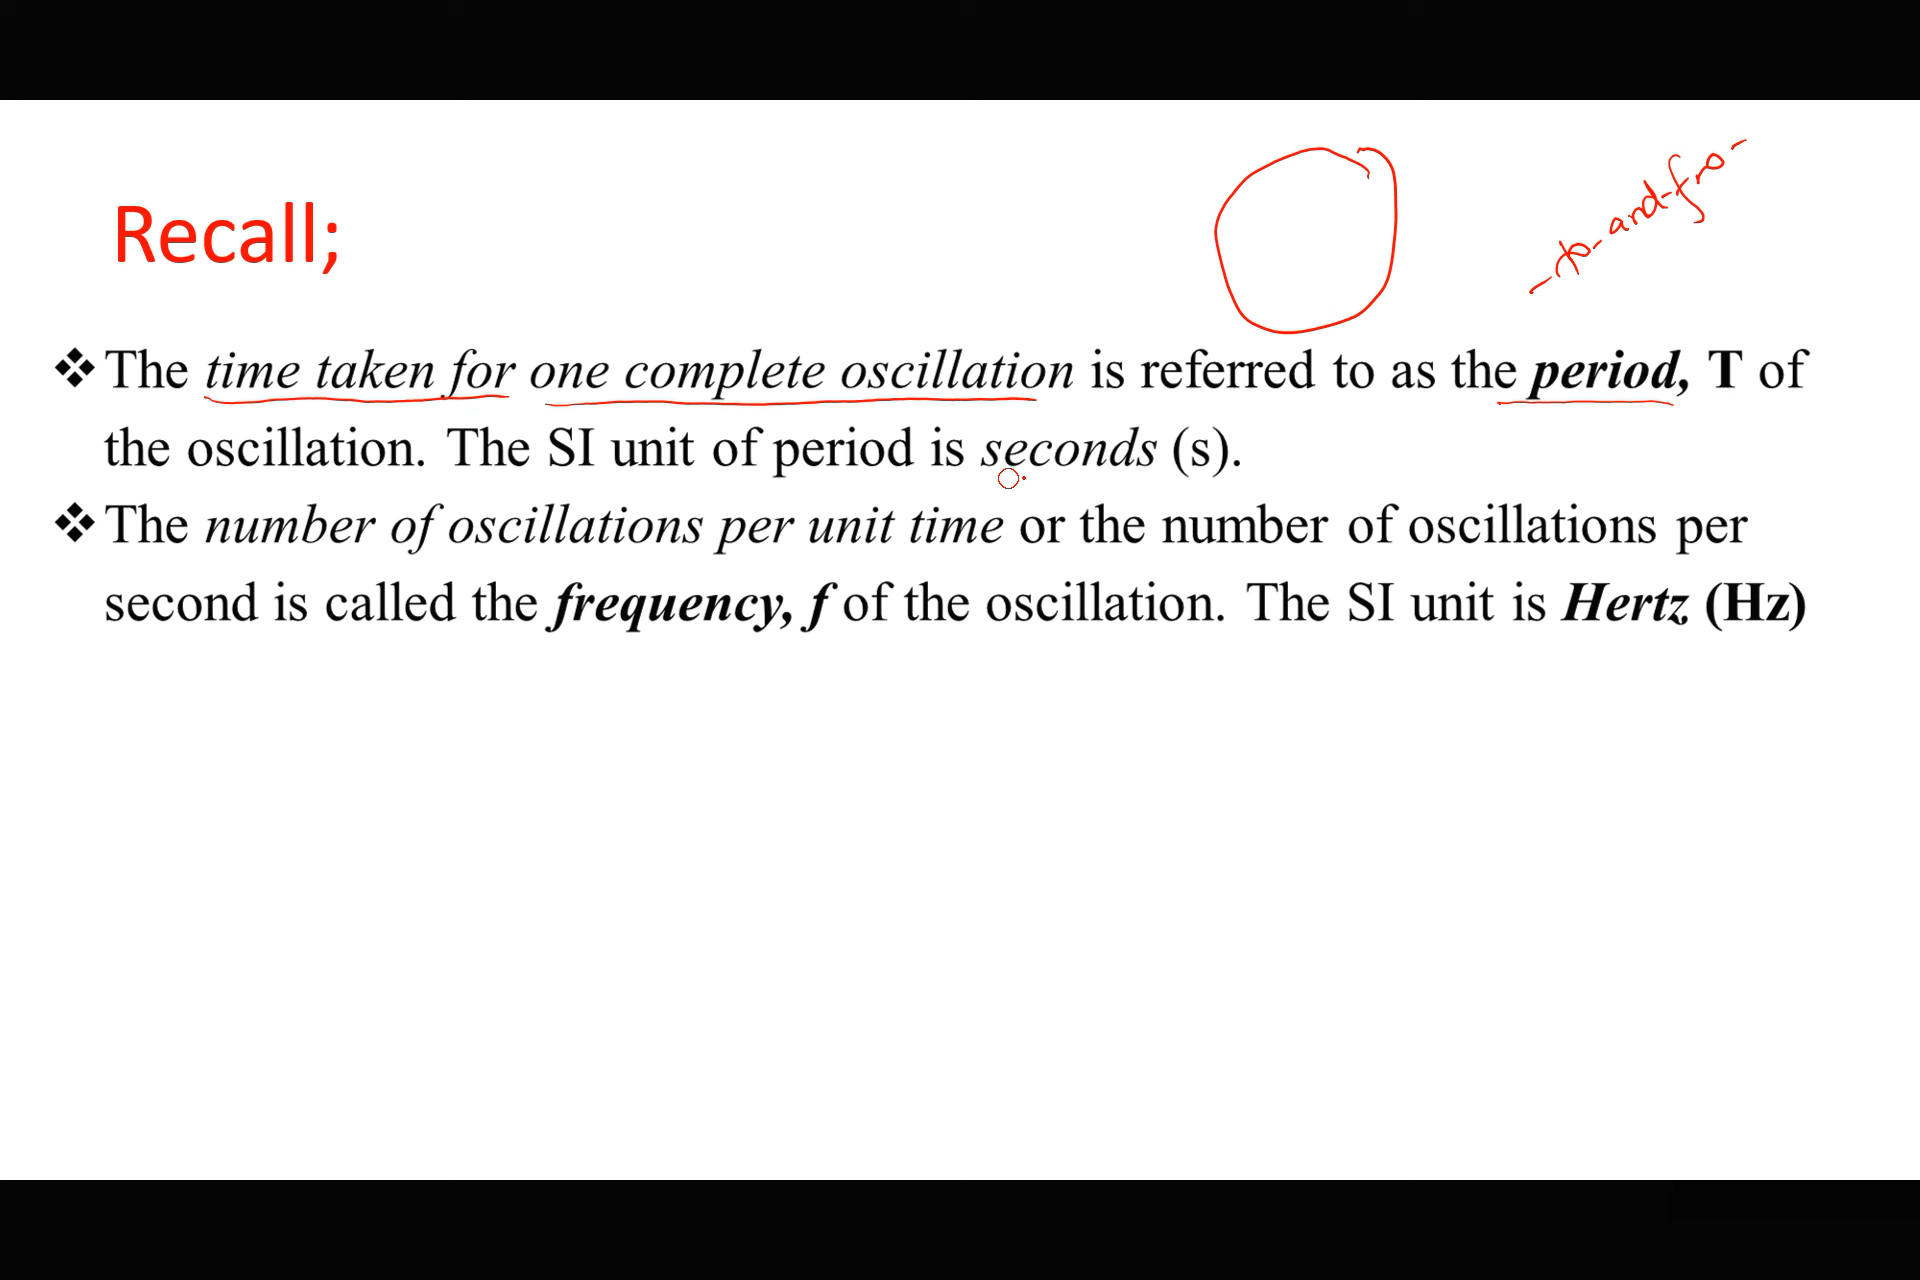 Recall;
-to-and-fro-
❖The time taken for one complete oscillation is referred to as the period, T of
the oscillation. The SI unit of period is seconds (s).
❖The number of oscillations per unit time or the number of oscillations per
second is called the frequency, f of the oscillation. The SI unit is Hertz (Hz)